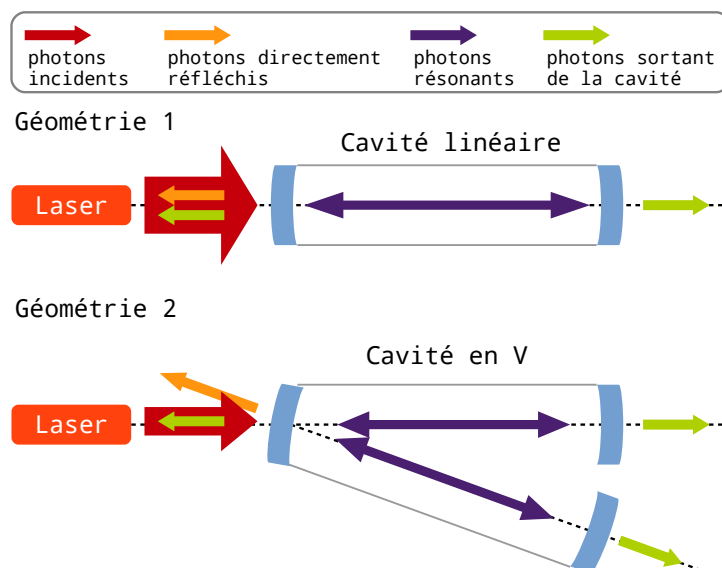 photons incidents
photons directement réfléchis
photons résonants
photons sortant de la cavité
Géométrie 1
Cavité linéaire
Laser
Géométrie 2
Cavité en V
Laser